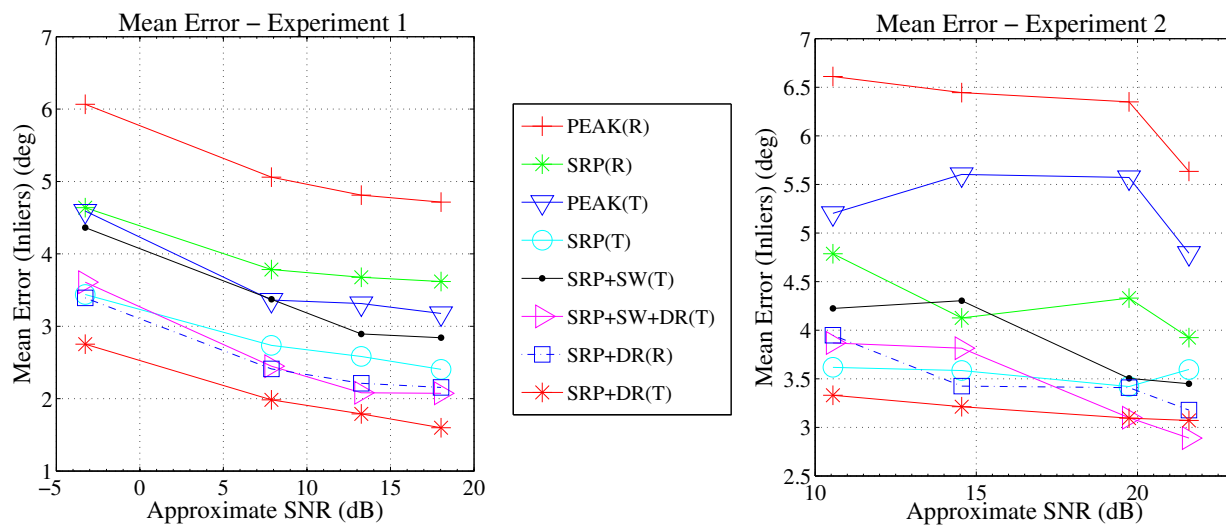 Mean Error – Experiment 1
7
6
5
4
3
2
1
Mean Error (Inliers) (deg)
−5
0
5
10
15
20
Approximate SNR (dB)
PEAK(R)
SRP(R)
PEAK(T)
SRP(T)
SRP+SW(T)
SRP+SW+DR(T)
SRP+DR(R)
SRP+DR(T)
Mean Error – Experiment 2
7
6.5
6
5.5
5
4.5
4
3.5
3
2.5
Mean Error (Inliers) (deg)
10
15
20
Approximate SNR (dB)